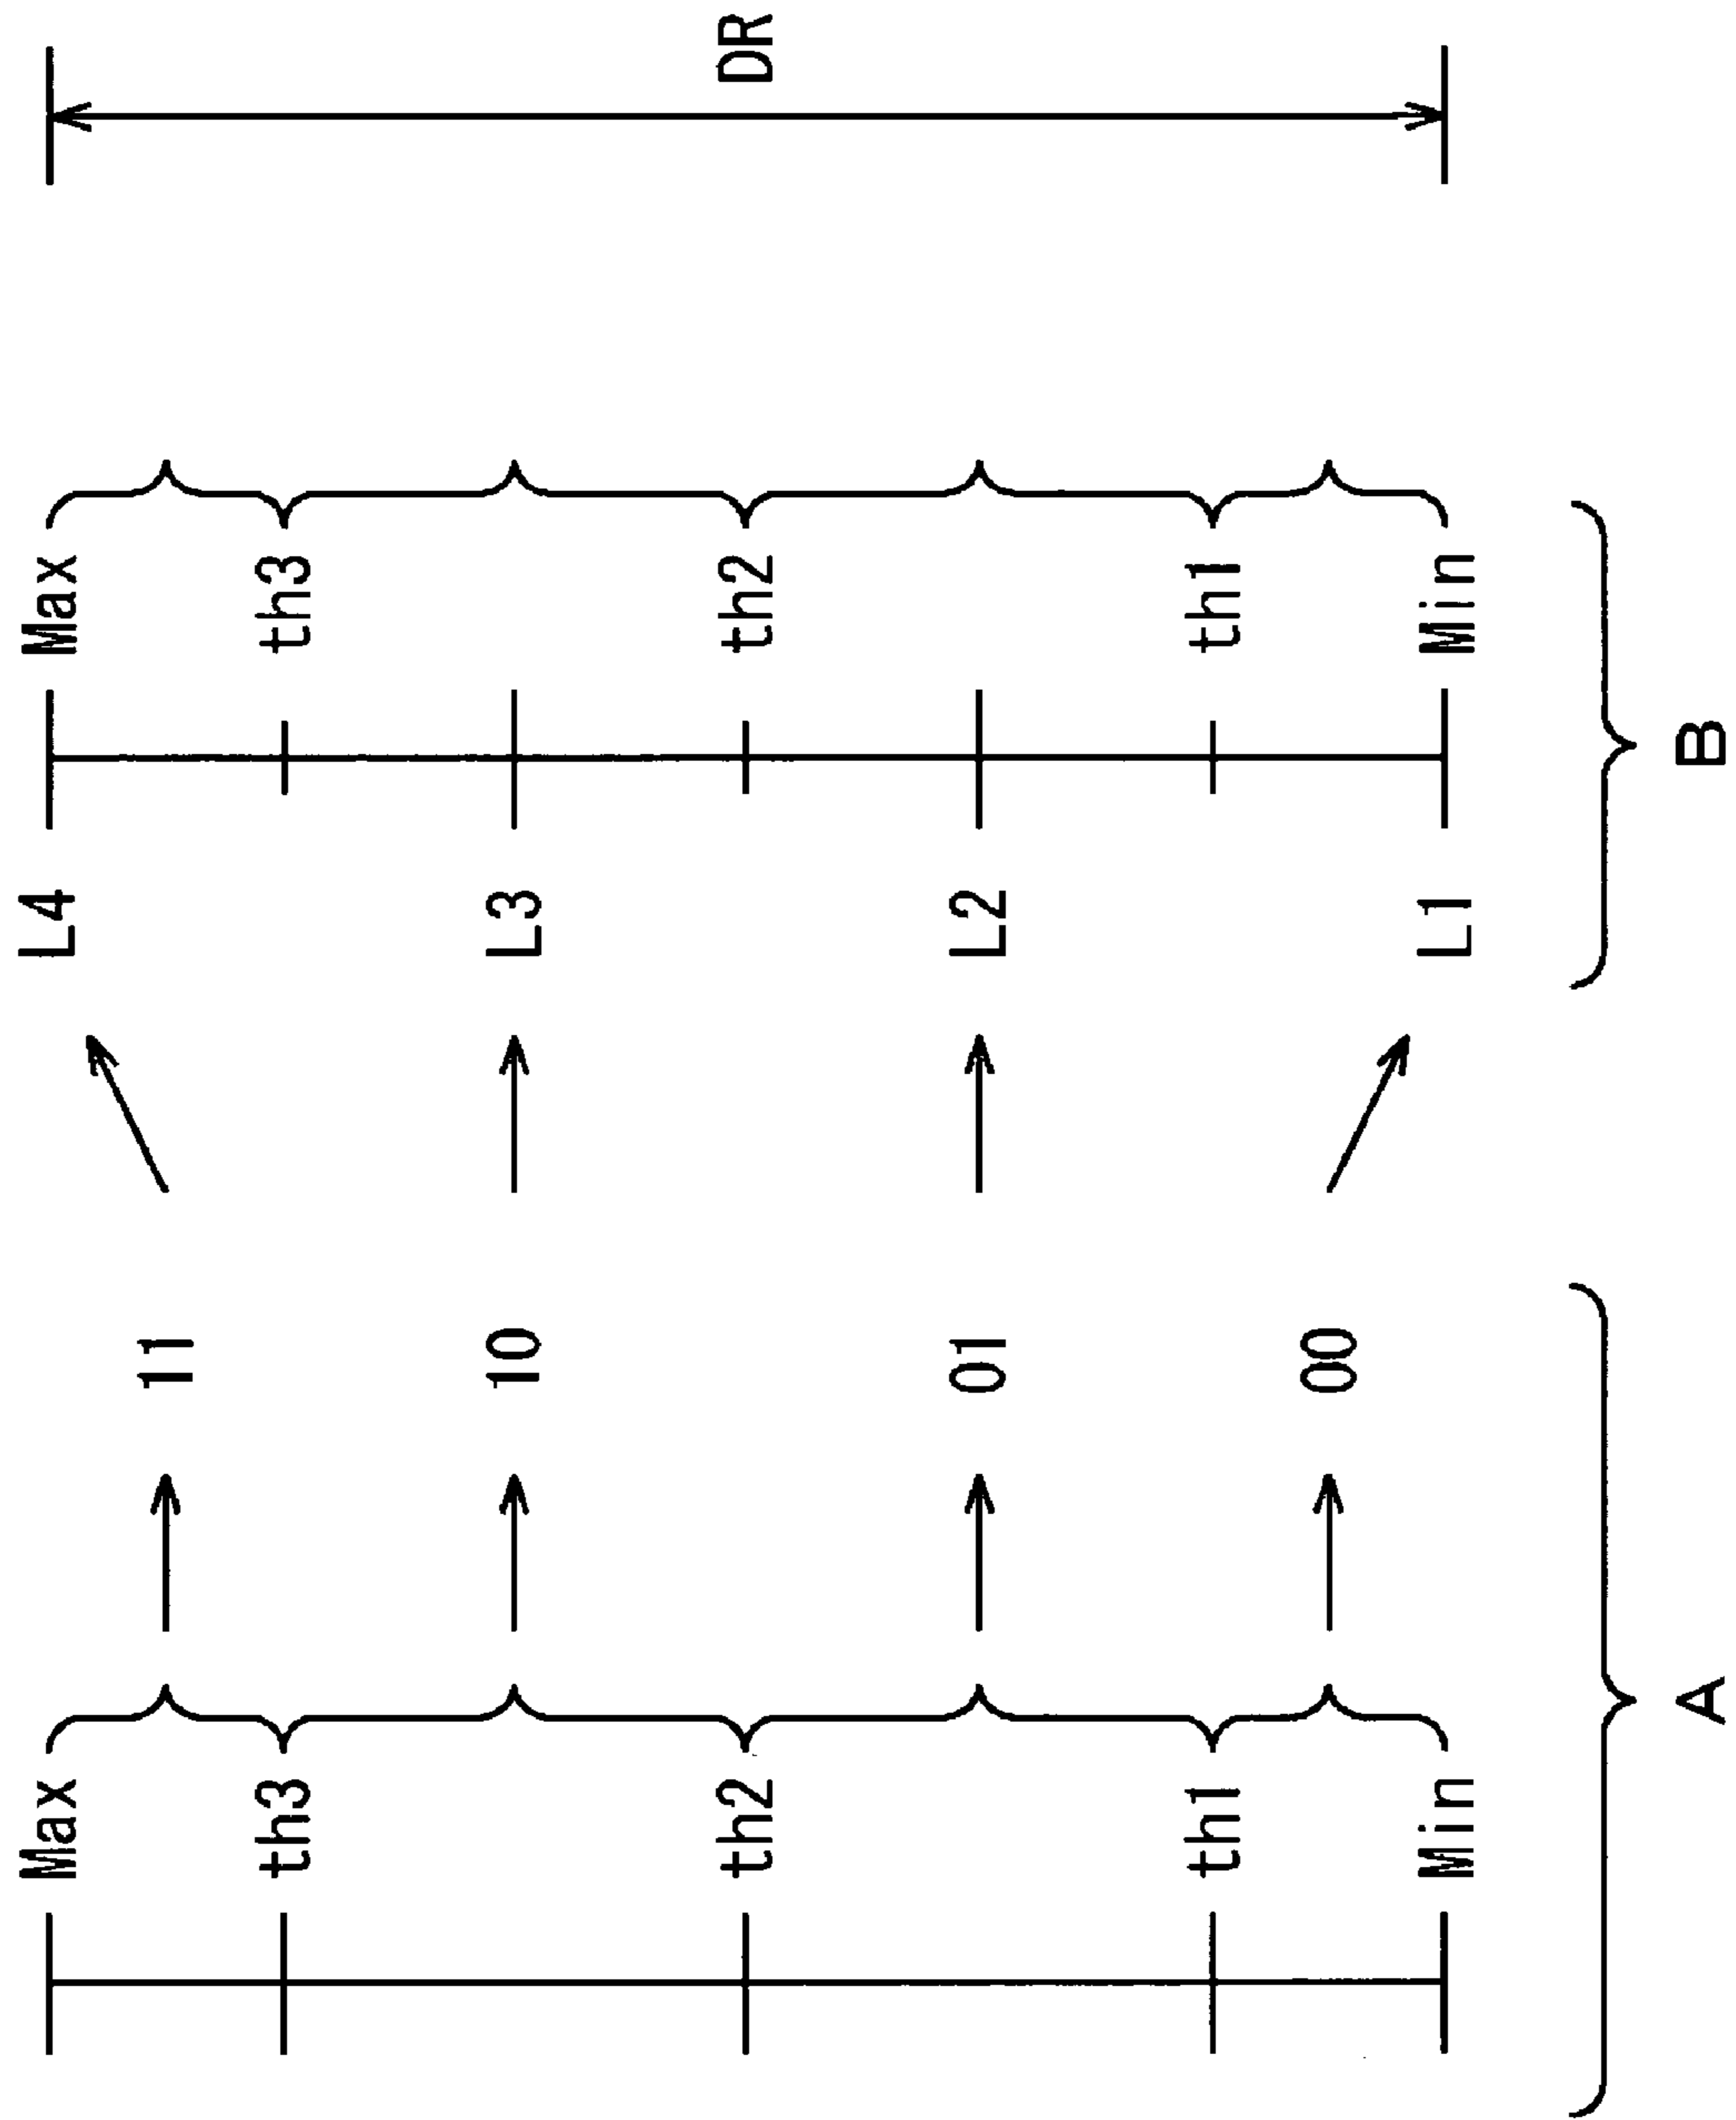 Max L4 Max
11
th3 th3
10 L3
th2 th2 DR
01 L2
th1 th1
00
Min L1 Min
A B